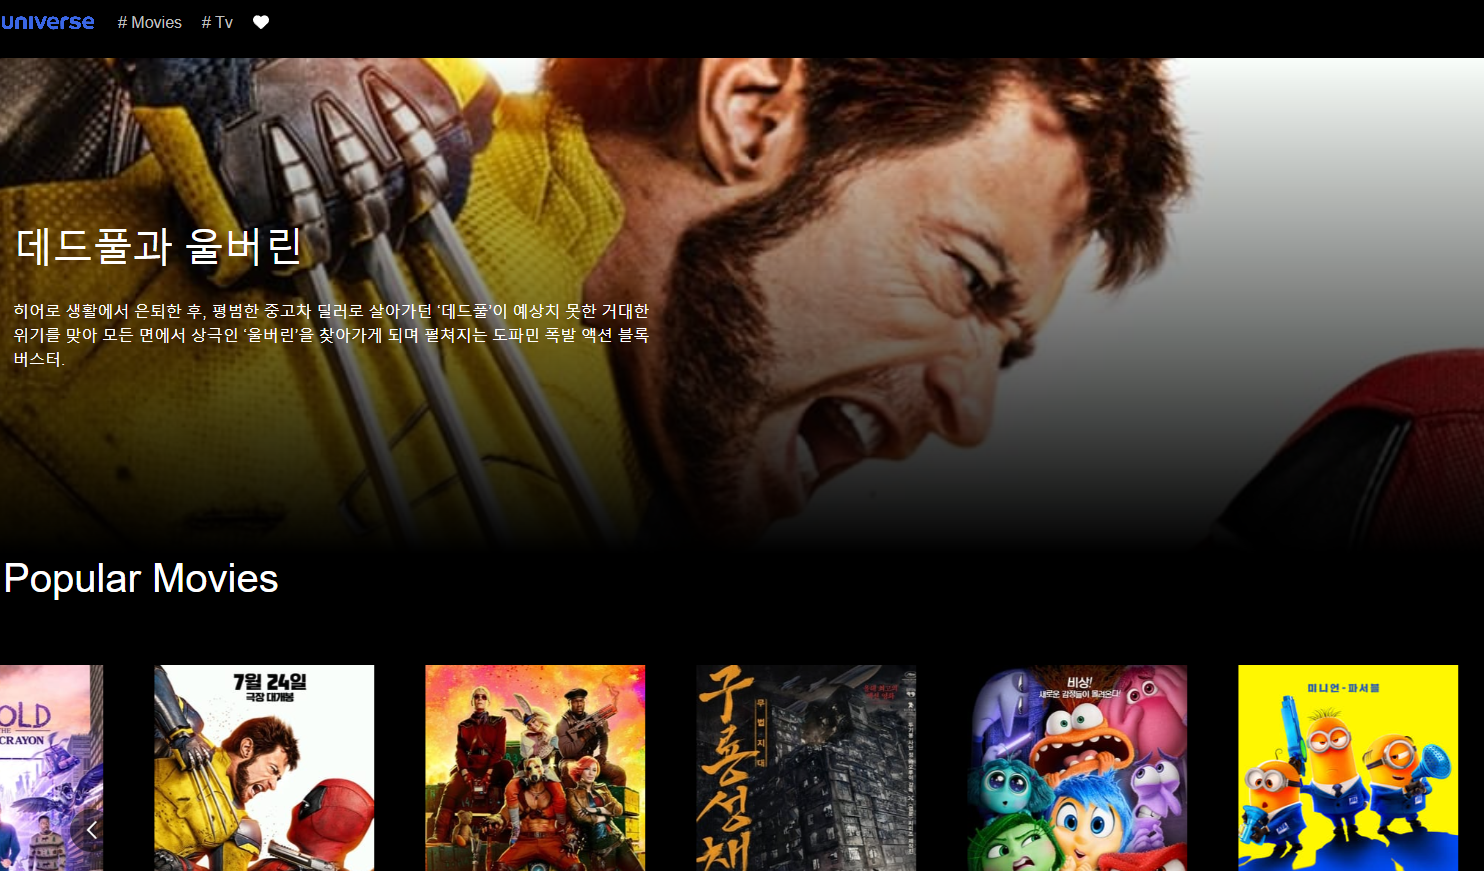 universe
# Movies
# Tv
데드풀과 울버린
히어로 생활에서 은퇴한 후, 평범한 중고차 딜러로 살아가던 ‘데드풀’이 예상치 못한 거대한
위기를 맞아 모든 면에서 상극인 ‘울버린’을 찾아가게 되며 펼쳐지는 도파민 폭발 액션 블록
버스터.
Popular Movies
OLD
CRAYON
7월 24일
극장 대개봉
구룡성채
무법지대
비상!
새로운 감정들이 몰려온다!
미니언-파서블